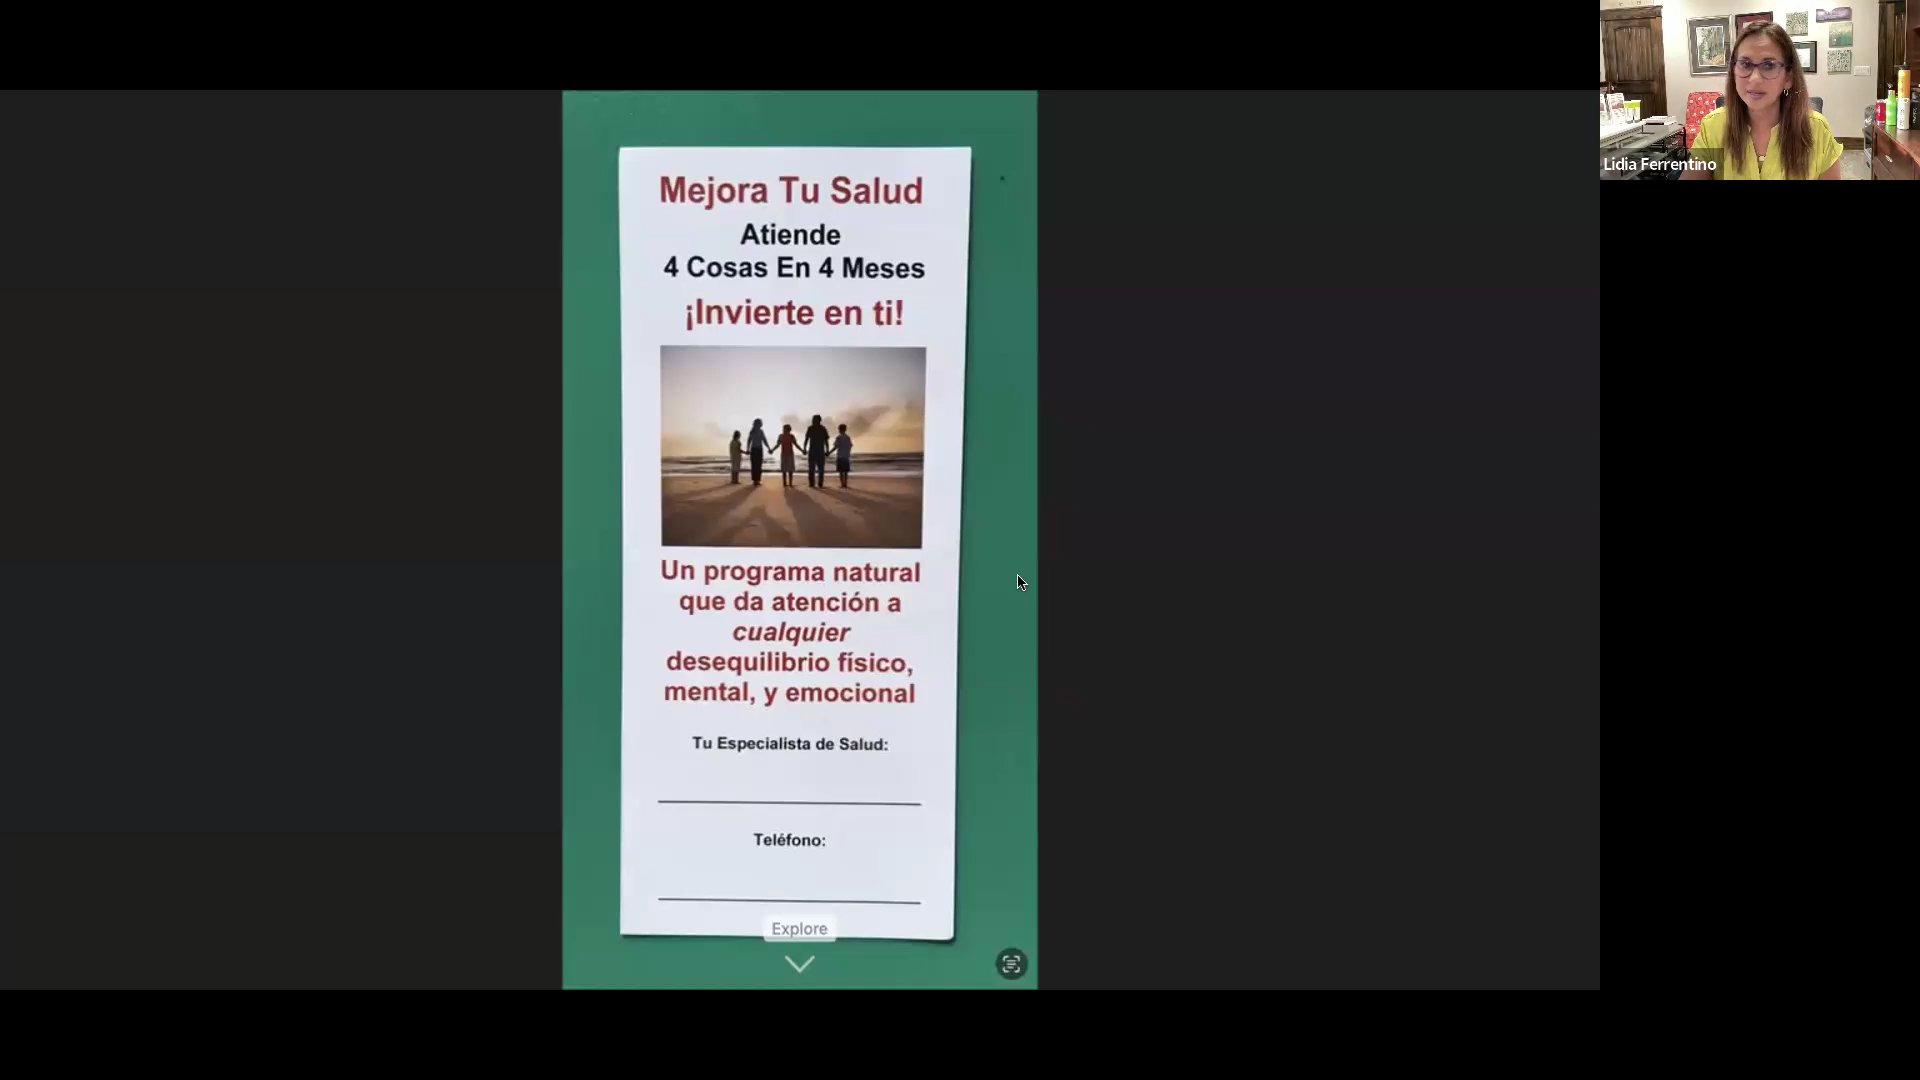 Mejora Tu Salud
Atiende
4 Cosas En 4 Meses
¡Invierte en ti!
Un programa natural
que da atención a
cualquier
desequilibrio físico,
mental, y emocional
Tu Especialista de Salud:
Teléfono:
Explore
Lidia Ferrentino